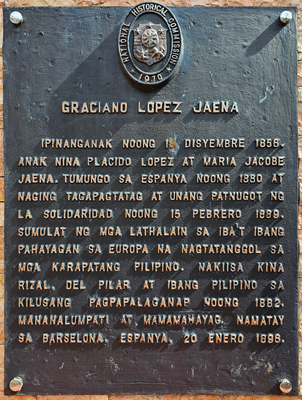 NATIONAL HISTORICAL COMMISSION
1970
GRACIANO LOPEZ JAENA
IPINANGANAK NOONG 18 DISYEMBRE 1856.
ANAK NINA PLACIDO LOPEZ AT MARIA JACOBE
JAENA. TUMUNGO SA ESPANYA NOONG 1880 AT
NAGING TAGAPAGTATAG AT UNANG PATNUGOT NG
LA SOLIDARIDAD NOONG 15 PEBRERO 1889.
SUMULAT NG MGA LATHALAIN SA IBA'T IBANG
PAHAYAGAN SA EUROPA NA NAGTATANGGOL SA
MGA KARAPATANG PILIPINO. NAKIISA KINA
RIZAL, DEL PILAR AT IBANG PILIPINO SA
KILUSANG PAGPAPALAGANAP NOONG 1882.
MANANALUMPATI AT MAMAMAHAYAG. NAMATAY
SA BARSELONA, ESPANYA, 20 ENERO 1896.